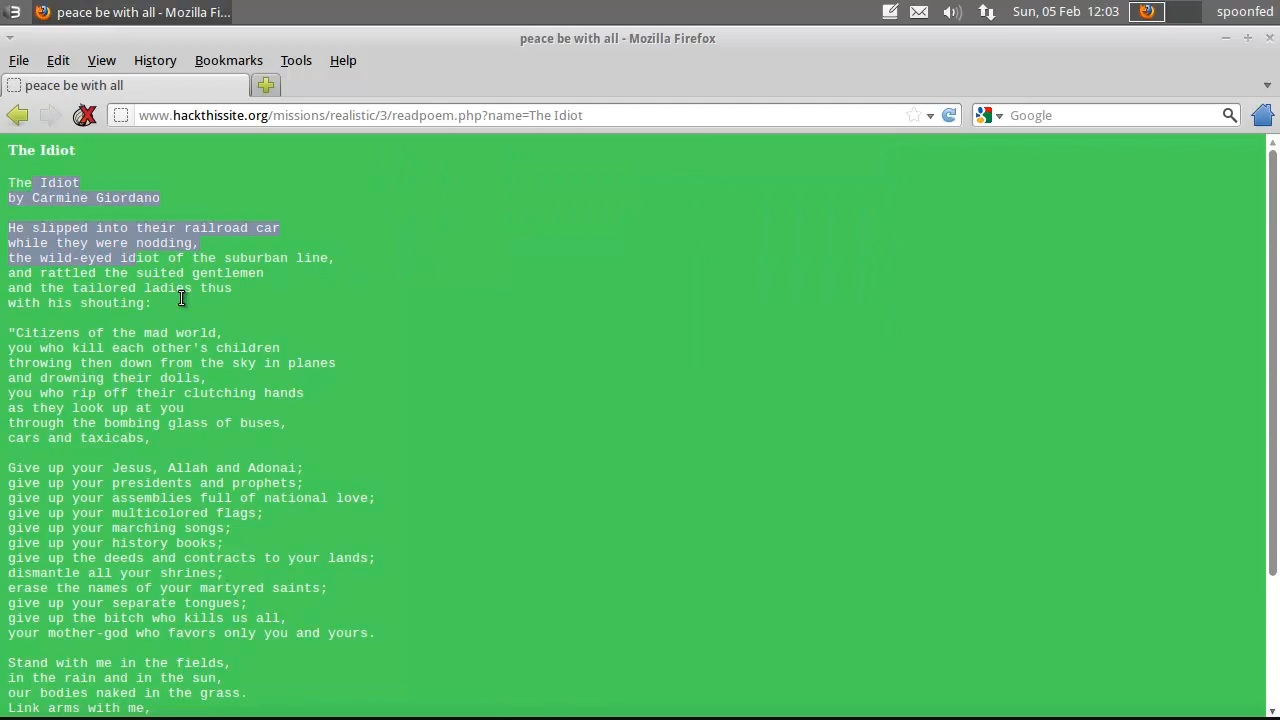 peace be with all - Mozilla Fi...
Sun, 05 Feb 12:03
spoonfed
peace be with all - Mozilla Firefox
File Edit View History Bookmarks Tools Help
peace be with all
www.hackthissite.org/missions/realistic/3/readpoem.php?name=The Idiot
Google
The Idiot
The Idiot
by Carmine Giordano
He slipped into their railroad car
while they were nodding,
the wild-eyed idiot of the suburban line,
and rattled the suited gentlemen
and the tailored ladies thus
with his shouting:
"Citizens of the mad world,
you who kill each other's children
throwing then down from the sky in planes
and drowning their dolls,
you who rip off their clutching hands
as they look up at you
through the bombing glass of buses,
cars and taxicabs,
Give up your Jesus, Allah and Adonai;
give up your presidents and prophets;
give up your assemblies full of national love;
give up your multicolored flags;
give up your marching songs;
give up your history books;
give up the deeds and contracts to your lands;
dismantle all your shrines;
erase the names of your martyred saints;
give up your separate tongues;
give up the bitch who kills us all,
your mother-god who favors only you and yours.
Stand with me in the fields,
in the rain and in the sun,
our bodies naked in the grass.
Link arms with me,